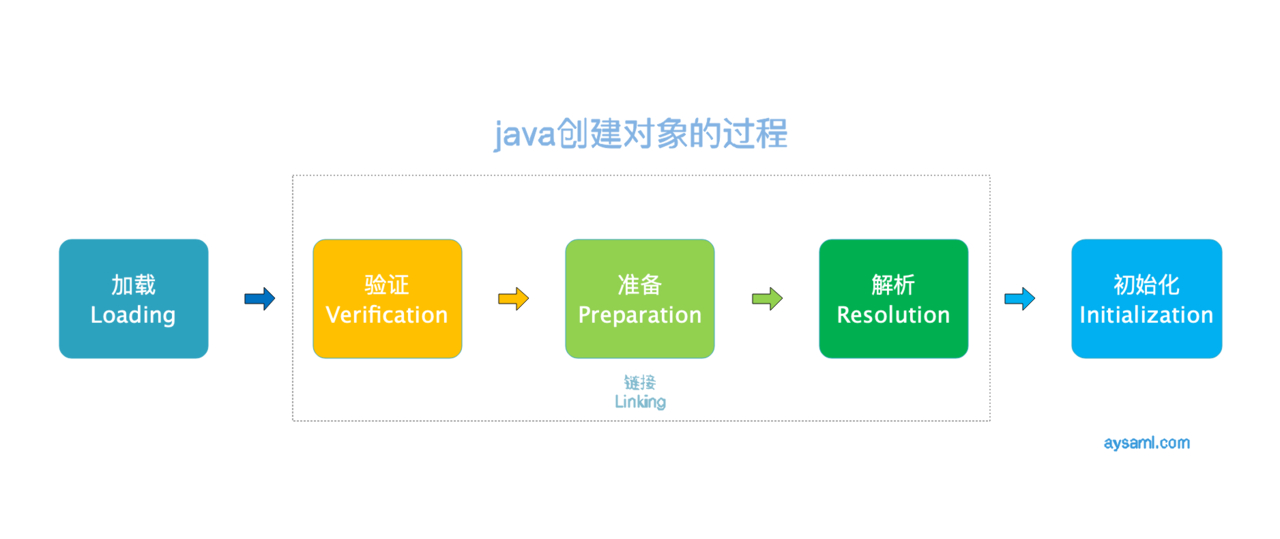 java创建对象的过程
加载
Loading
验证
Verification
准备
Preparation
解析
Resolution
初始化
Initialization
链接
Linking
aysaml.com